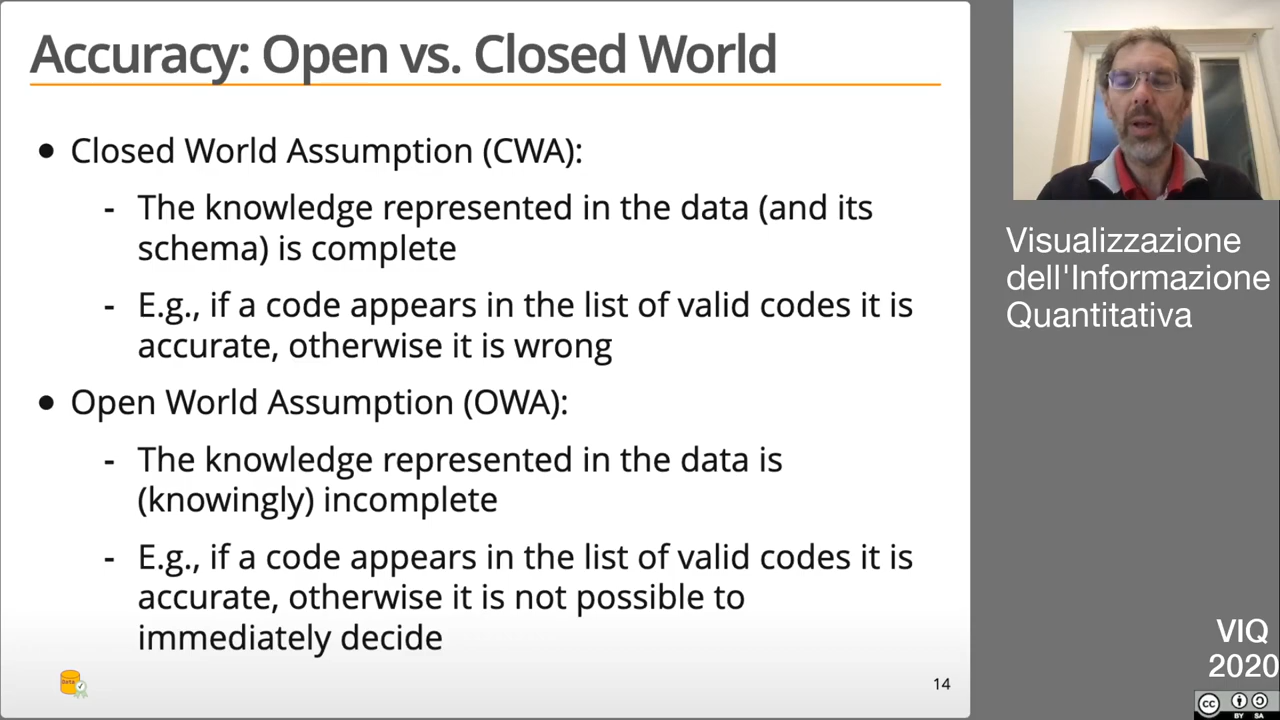 Accuracy: Open vs. Closed World
• Closed World Assumption (CWA):
- The knowledge represented in the data (and its
schema) is complete
- E.g., if a code appears in the list of valid codes it is
accurate, otherwise it is wrong
• Open World Assumption (OWA):
- The knowledge represented in the data is
(knowingly) incomplete
- E.g., if a code appears in the list of valid codes it is
accurate, otherwise it is not possible to
immediately decide
Data
14
Visualizzazione
dell'Informazione
Quantitativa
VIQ
2020
cc
BY SA